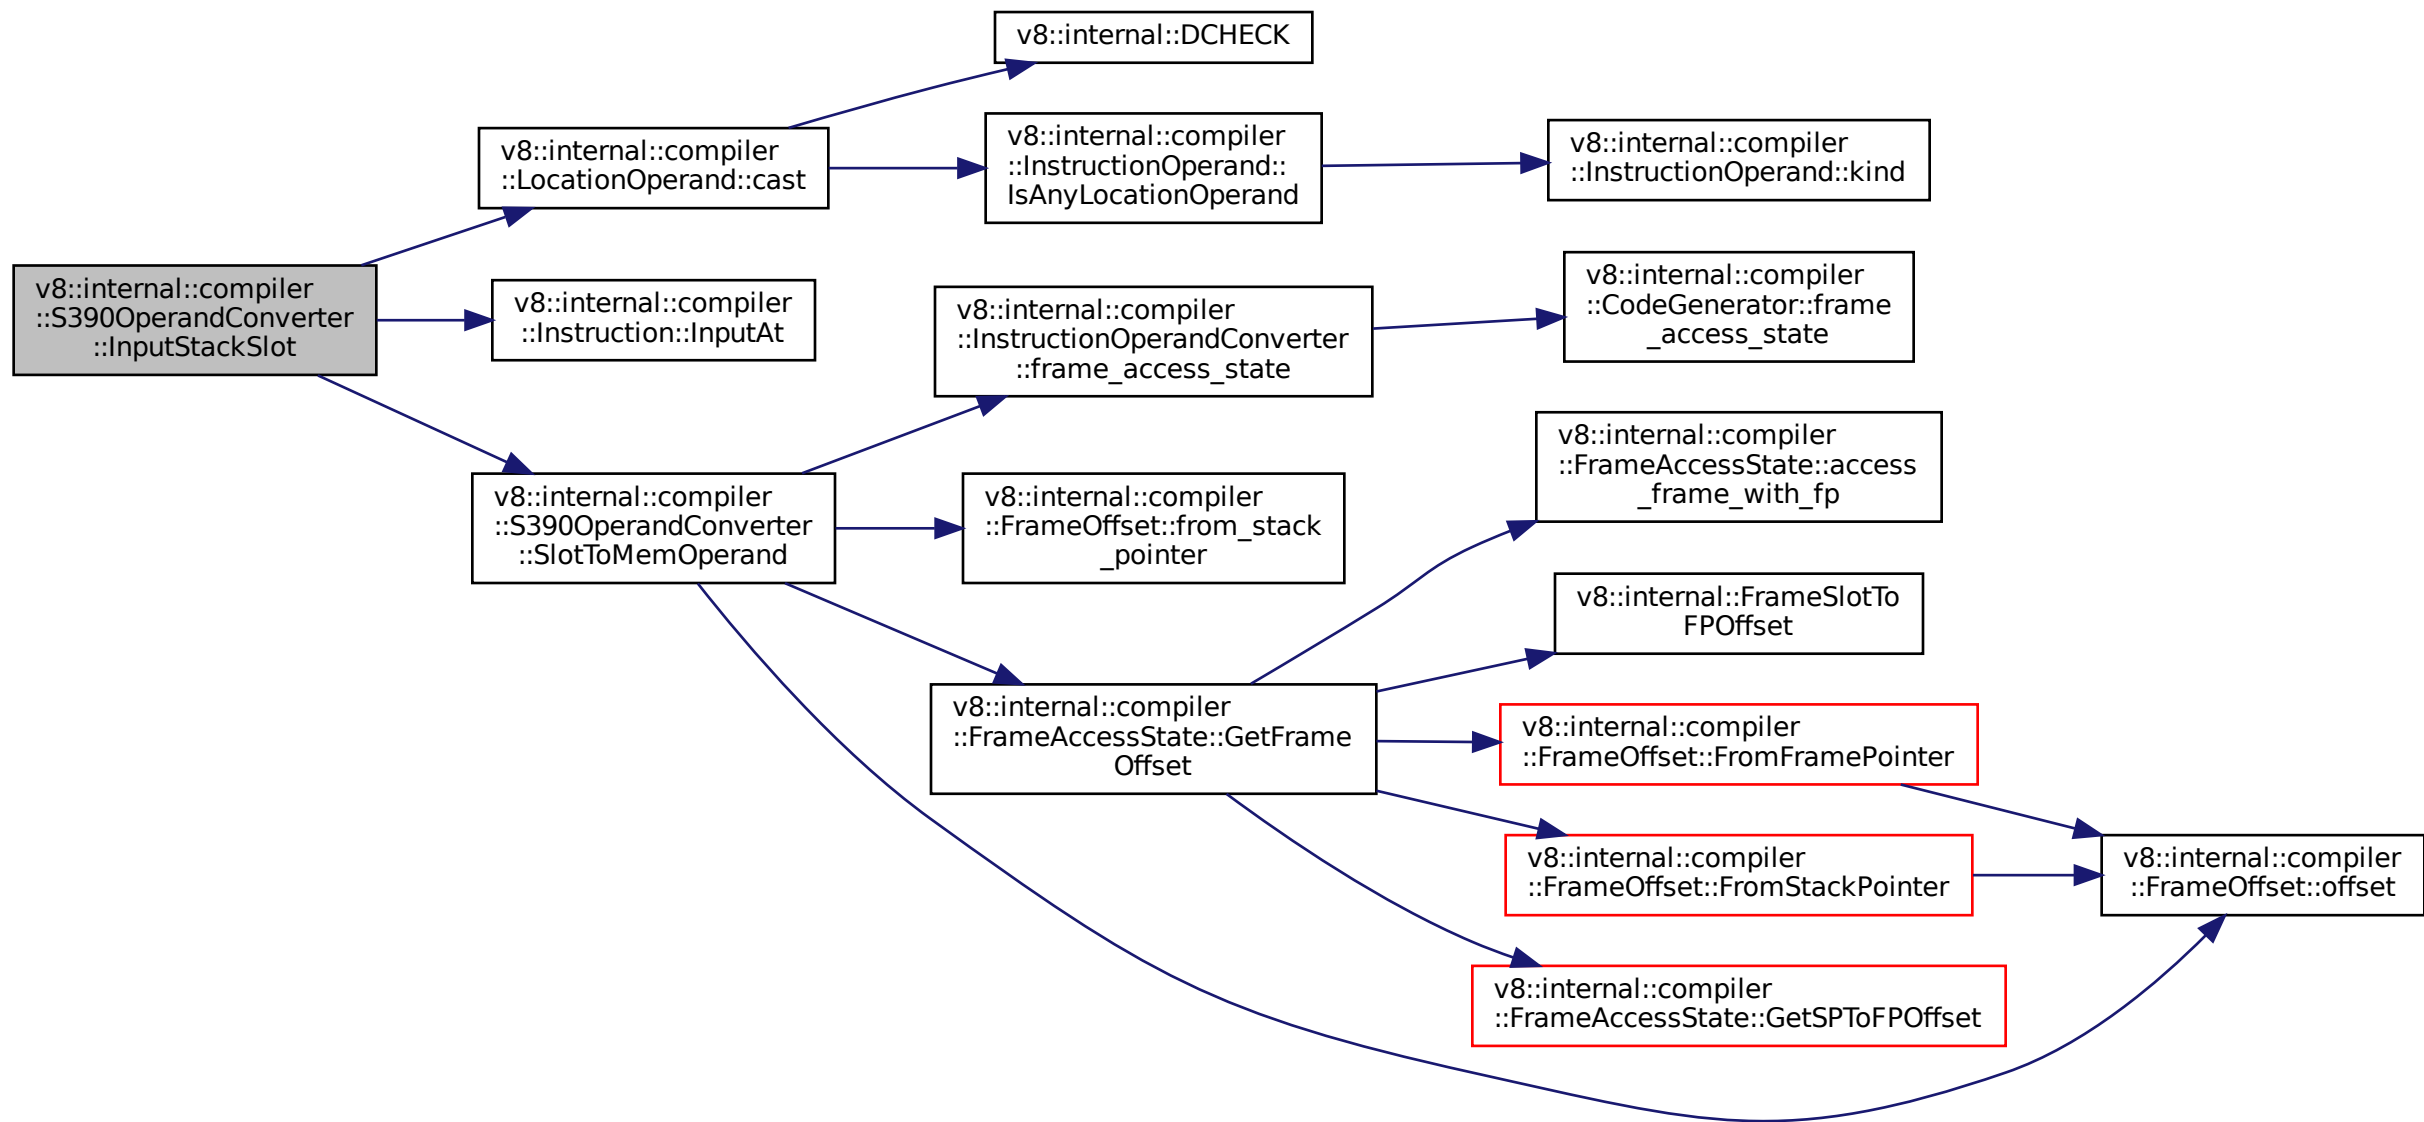 v8::internal::compiler
::S390OperandConverter
::InputStackSlot
v8::internal::compiler
::LocationOperand::cast
v8::internal::DCHECK
v8::internal::compiler
::InstructionOperand::
IsAnyLocationOperand
v8::internal::compiler
::InstructionOperand::kind
v8::internal::compiler
::Instruction::InputAt
v8::internal::compiler
::S390OperandConverter
::SlotToMemOperand
v8::internal::compiler
::InstructionOperandConverter
::frame_access_state
v8::internal::compiler
::CodeGenerator::frame
_access_state
v8::internal::compiler
::FrameOffset::from_stack
_pointer
v8::internal::compiler
::FrameAccessState::GetFrame
Offset
v8::internal::compiler
::FrameAccessState::access
_frame_with_fp
v8::internal::FrameSlotTo
FPOffset
v8::internal::compiler
::FrameOffset::FromFramePointer
v8::internal::compiler
::FrameOffset::FromStackPointer
v8::internal::compiler
::FrameOffset::offset
v8::internal::compiler
::FrameAccessState::GetSPToFPOffset